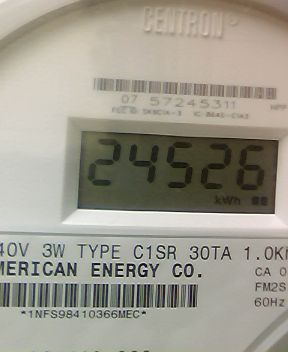 CENTRON
07 57245311
24526
kWh
40V 3W TYPE C1SR 30TA 1.0K
MERICAN ENERGY CO.
CA 0
FM2S
60Hz
*1NFS98410366MEC*